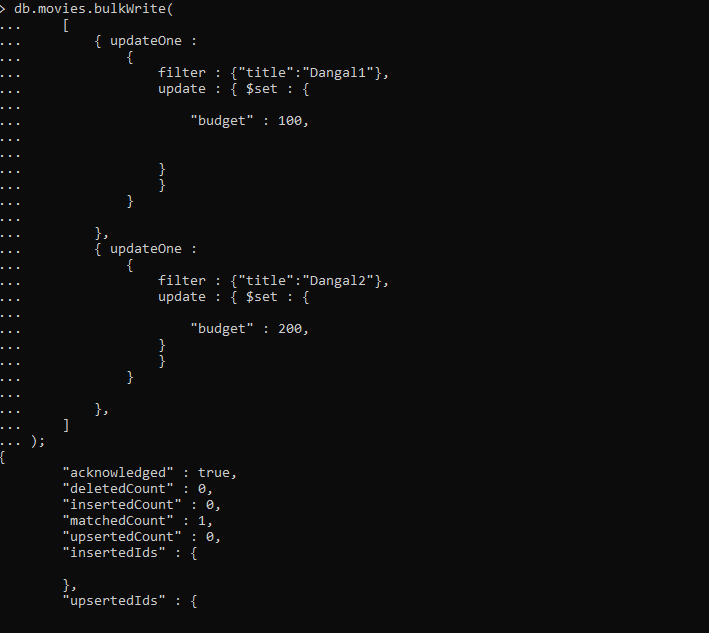 > db.movies.bulkWrite(
...     [
...         { updateOne :
...             {
...                 filter : {"title":"Dangal1"},
...                 update : { $set : {
...
...                     "budget" : 100,
...
...
...                 }
...                 }
...             }
...
...         },
...         { updateOne :
...             {
...                 filter : {"title":"Dangal2"},
...                 update : { $set : {
...
...                     "budget" : 200,
...                 }
...                 }
...             }
...
...         },
...     ]
... );
{
        "acknowledged" : true,
        "deletedCount" : 0,
        "insertedCount" : 0,
        "matchedCount" : 1,
        "upsertedCount" : 0,
        "insertedIds" : {

        },
        "upsertedIds" : {